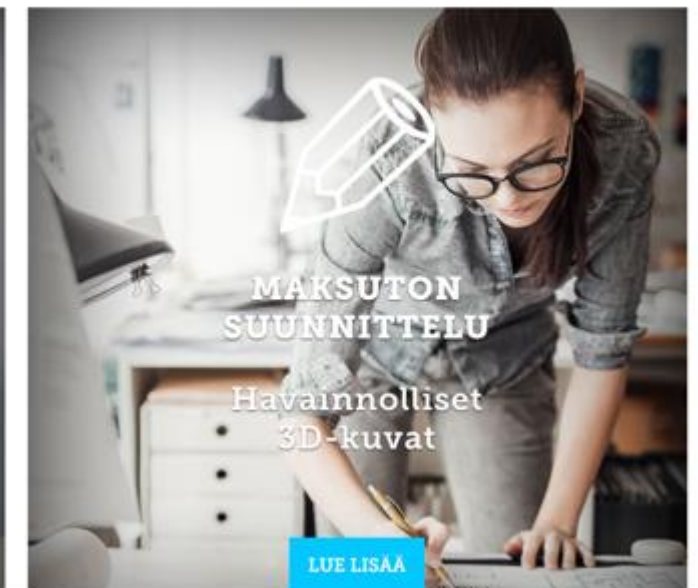 MAKSUTON
SUUNNITTELU
Havainnolliset
3D-kuvat
LUE LISÄÄ